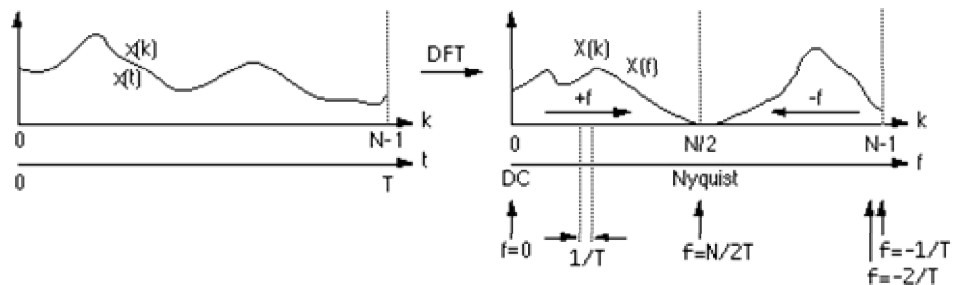 x(k)
x(t)
k
0
N-1
t
0
T
DFT
X(k)
X(f)
+f
-f
k
0
N/2
N-1
f
DC
Nyquist
f=0
1/T
f=N/2T
f=-1/T
f=-2/T